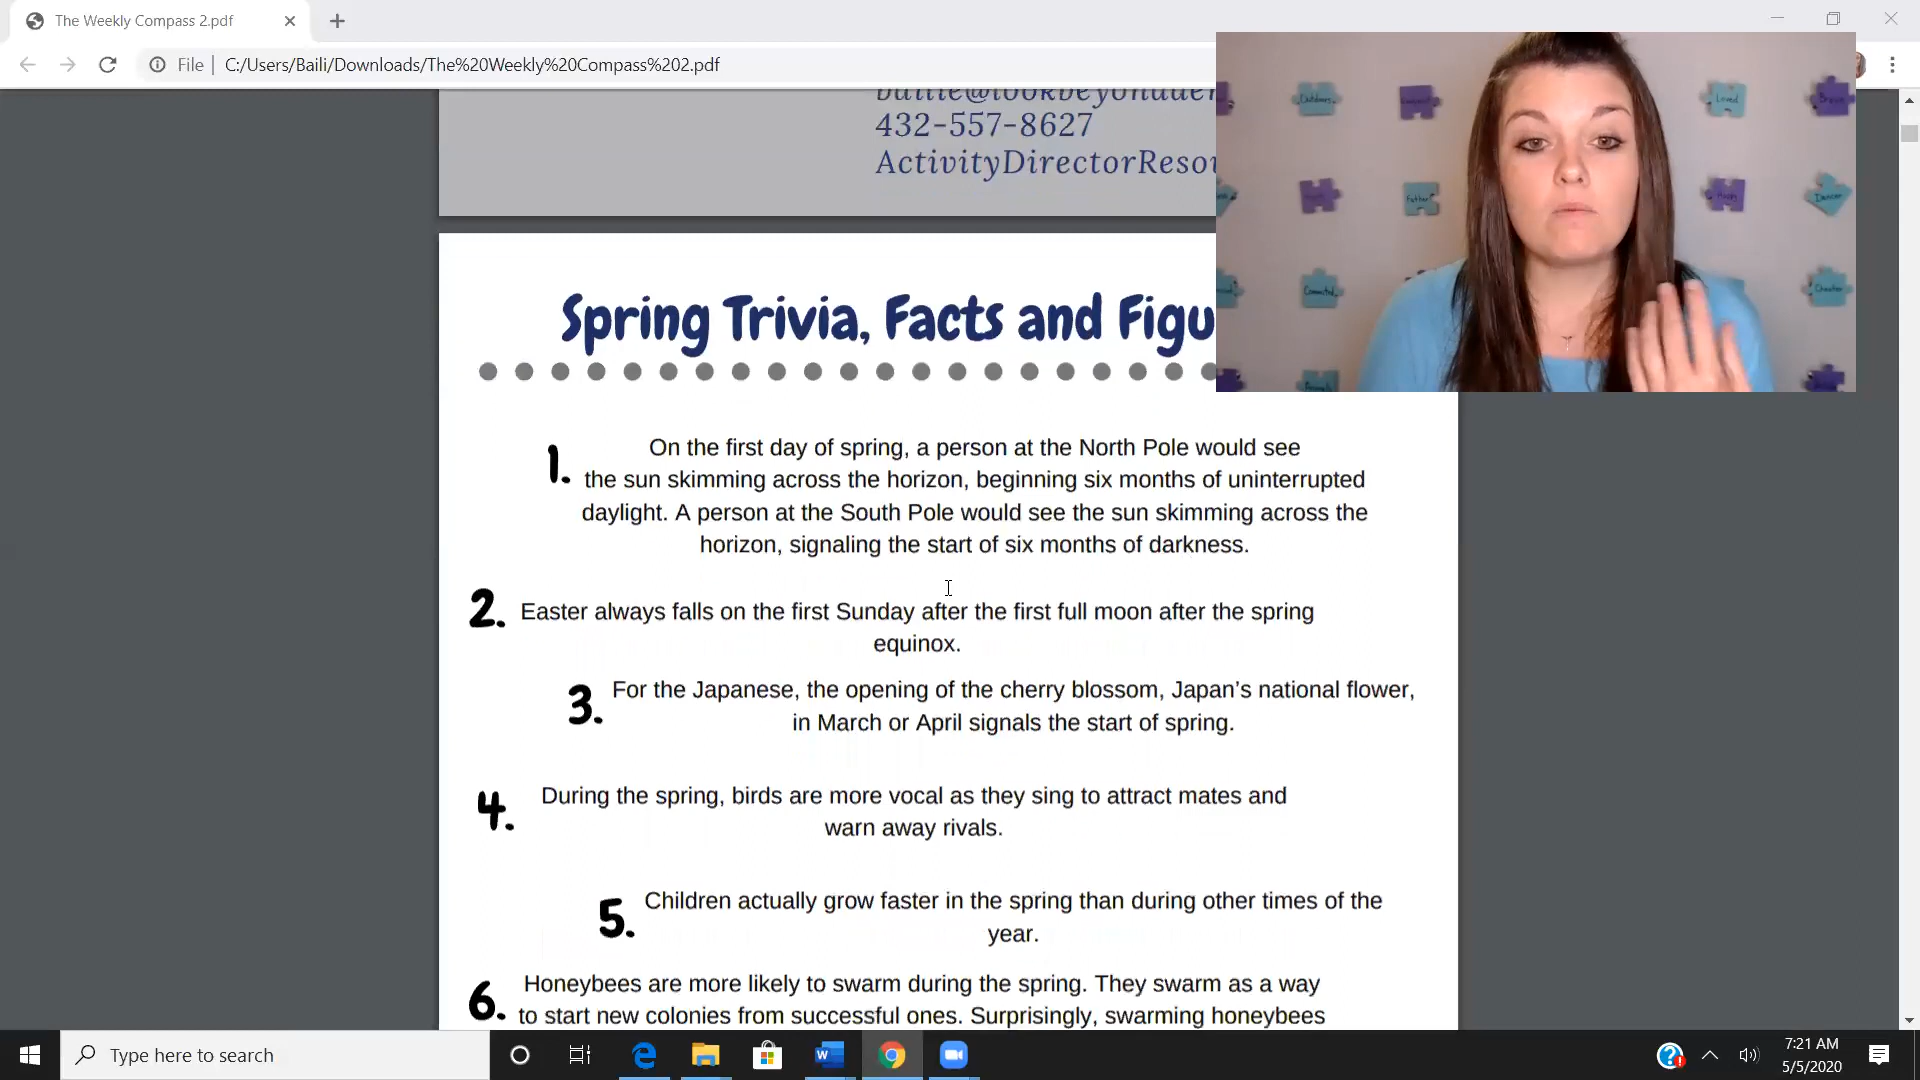 The Weekly Compass 2.pdf
File
C:/Users/Baili/Downloads/The%20Weekly%20Compass%202.pdf
432-557-8627
Loved
Father
Dancer
Connected
Creative
Spring Trivia, Facts and Figu
1. On the first day of spring, a person at the North Pole would see
the sun skimming across the horizon, beginning six months of uninterrupted
daylight. A person at the South Pole would see the sun skimming across the
horizon, signaling the start of six months of darkness.
2. Easter always falls on the first Sunday after the first full moon after the spring
equinox.
3. For the Japanese, the opening of the cherry blossom, Japan's national flower,
in March or April signals the start of spring.
4. During the spring, birds are more vocal as they sing to attract mates and
warn away rivals.
5. Children actually grow faster in the spring than during other times of the
year.
6. Honeybees are more likely to swarm during the spring. They swarm as a way
to start new colonies from successful ones. Surprisingly, swarming honeybees
Type here to search
7:21 AM
5/5/2020